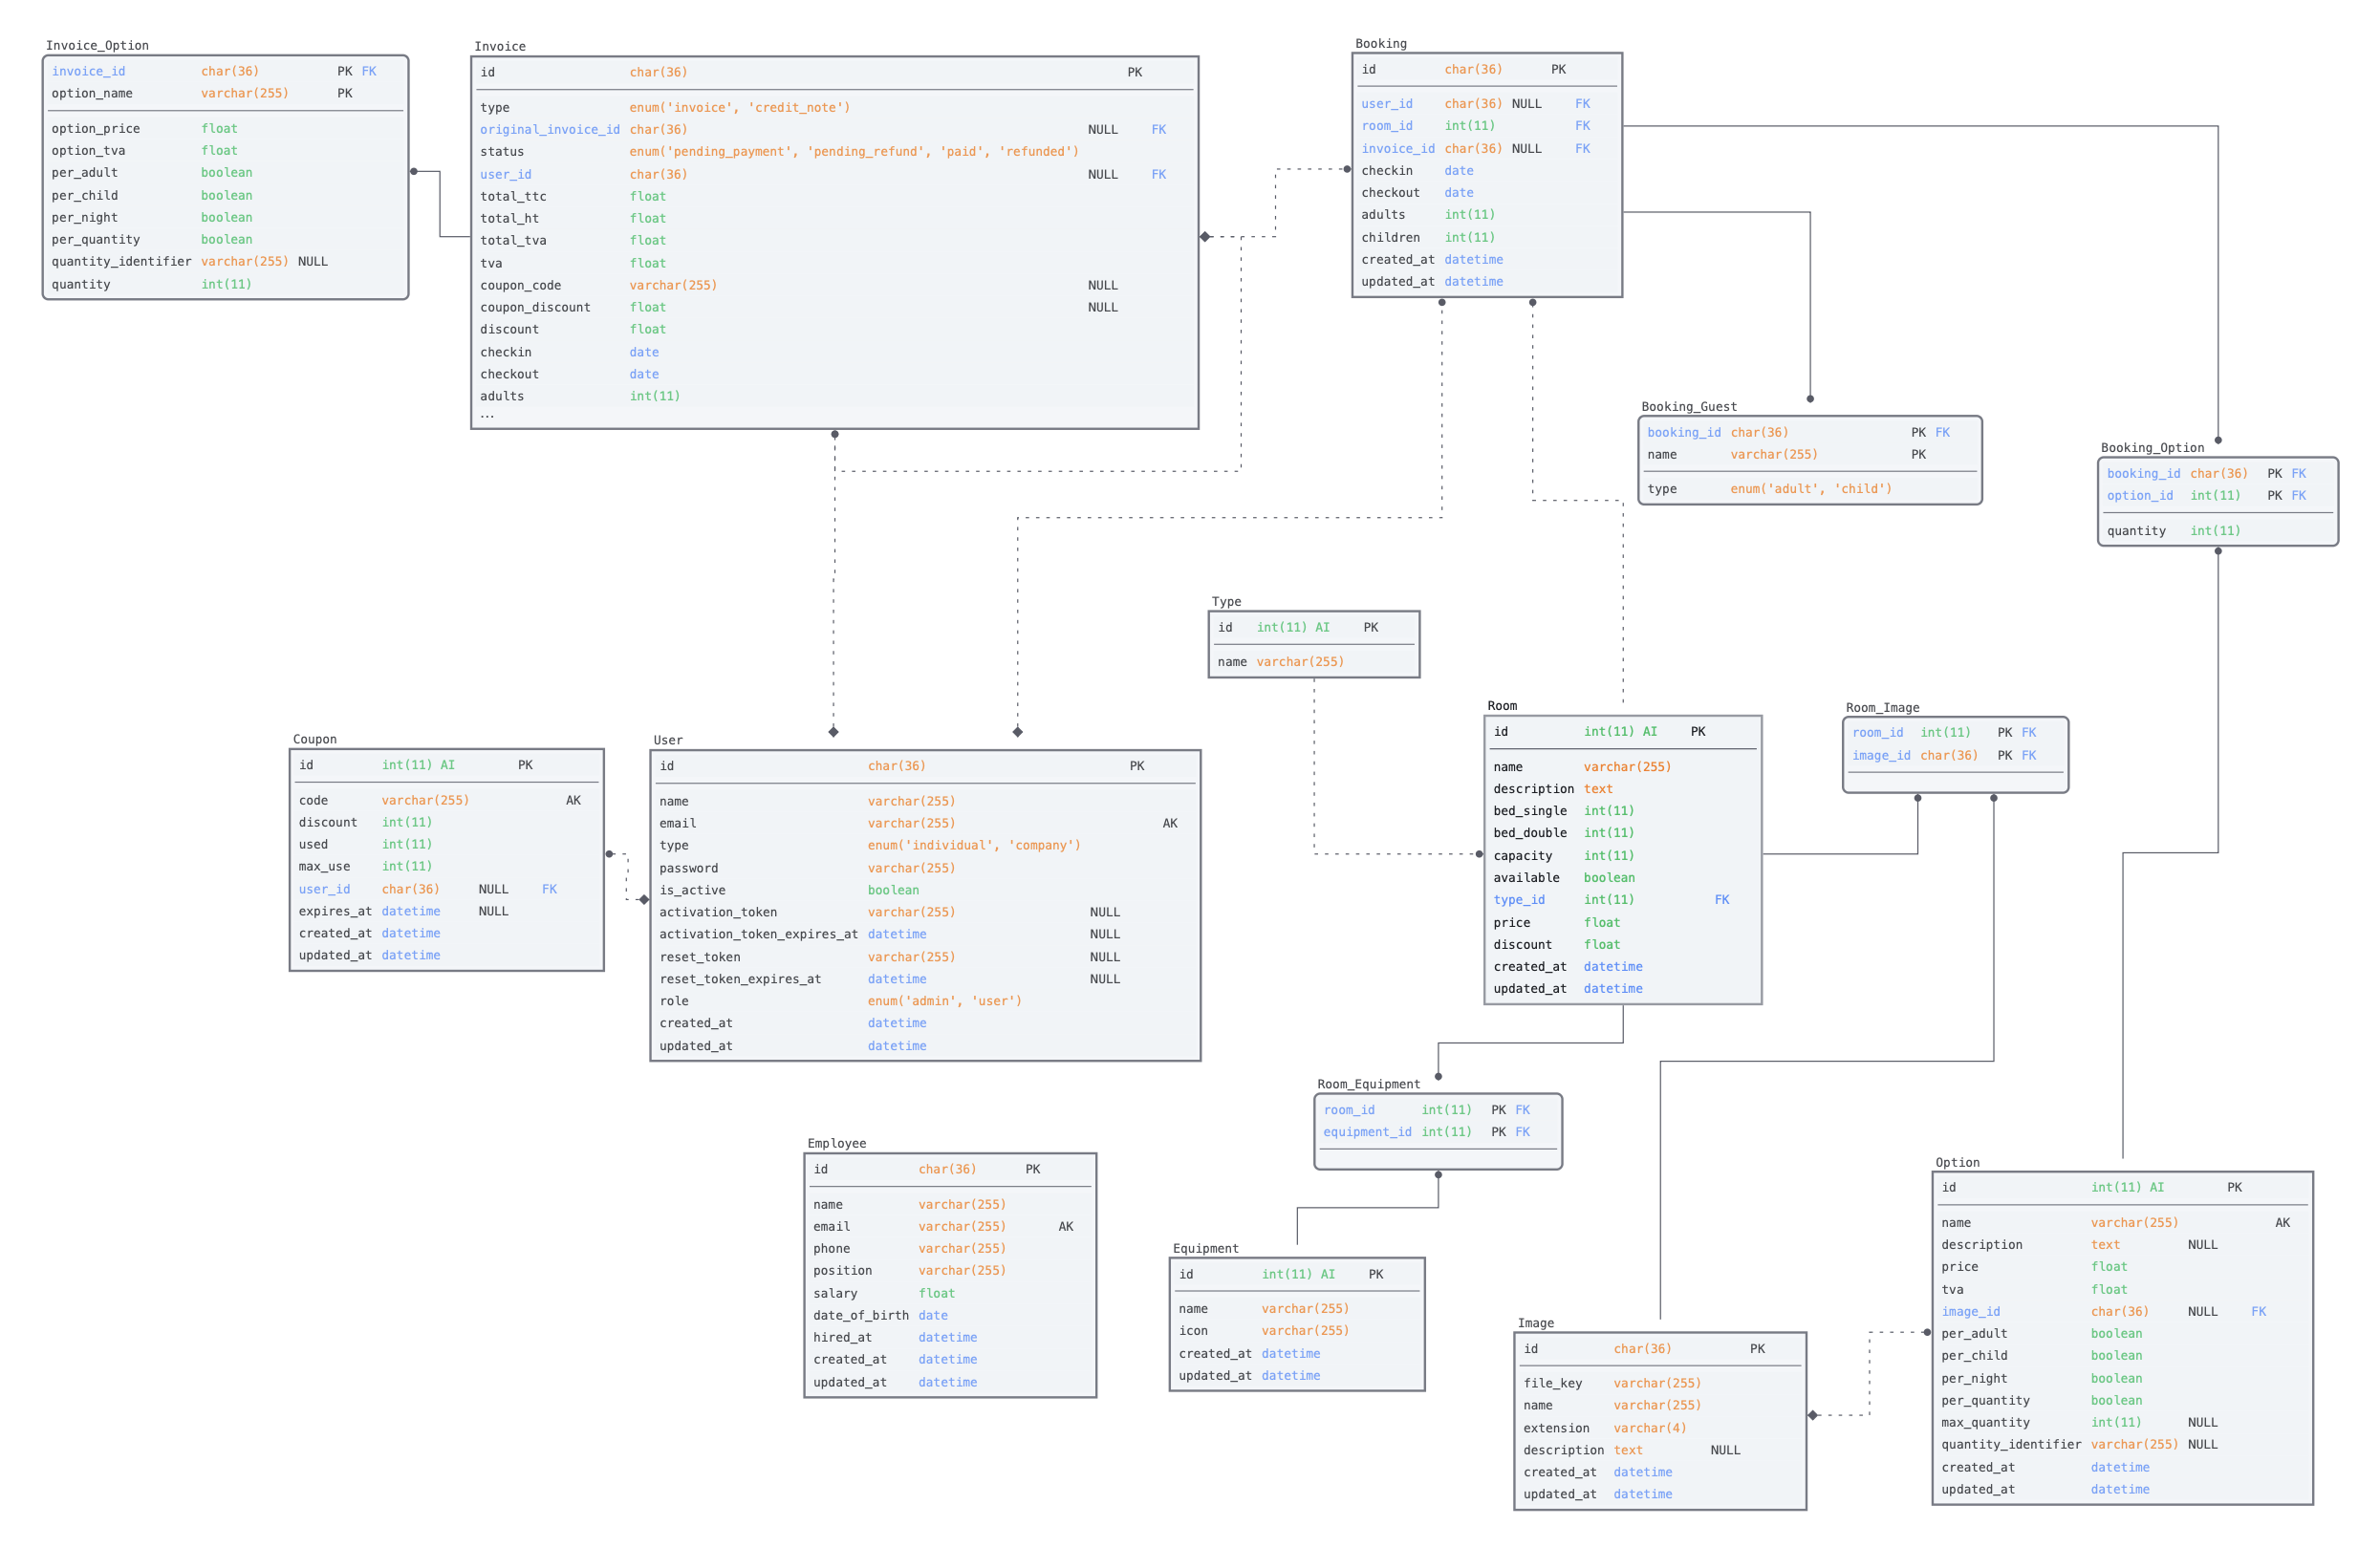 Invoice_Option
invoice_id char(36) PK FK
option_name varchar(255) PK
option_price float
option_tva float
per_adult boolean
per_child boolean
per_night boolean
per_quantity boolean
quantity_identifier varchar(255) NULL
quantity int(11)
Invoice
id char(36) PK
type enum('invoice', 'credit_note')
original_invoice_id char(36) NULL FK
status enum('pending_payment', 'pending_refund', 'paid', 'refunded')
user_id char(36) NULL FK
total_ttc float
total_ht float
total_tva float
tva float
coupon_code varchar(255) NULL
coupon_discount float NULL
discount float
checkin date
checkout date
adults int(11)
...
Booking
id char(36) PK
user_id char(36) NULL FK
room_id int(11) FK
invoice_id char(36) NULL FK
checkin date
checkout date
adults int(11)
children int(11)
created_at datetime
updated_at datetime
Booking_Guest
booking_id char(36) PK FK
name varchar(255) PK
type enum('adult', 'child')
Booking_Option
booking_id char(36) PK FK
option_id int(11) PK FK
quantity int(11)
Type
id int(11) AI PK
name varchar(255)
Coupon
id int(11) AI PK
code varchar(255) AK
discount int(11)
used int(11)
max_use int(11)
user_id char(36) NULL FK
expires_at datetime NULL
created_at datetime
updated_at datetime
User
id char(36) PK
name varchar(255)
email varchar(255) AK
type enum('individual', 'company')
password varchar(255)
is_active boolean
activation_token varchar(255) NULL
activation_token_expires_at datetime NULL
reset_token varchar(255) NULL
reset_token_expires_at datetime NULL
role enum('admin', 'user')
created_at datetime
updated_at datetime
Room
id int(11) AI PK
name varchar(255)
description text
bed_single int(11)
bed_double int(11)
capacity int(11)
available boolean
type_id int(11) FK
price float
discount float
created_at datetime
updated_at datetime
Room_Image
room_id int(11) PK FK
image_id char(36) PK FK
Room_Equipment
room_id int(11) PK FK
equipment_id int(11) PK FK
Employee
id char(36) PK
name varchar(255)
email varchar(255) AK
phone varchar(255)
position varchar(255)
salary float
date_of_birth date
hired_at datetime
created_at datetime
updated_at datetime
Equipment
id int(11) AI PK
name varchar(255)
icon varchar(255)
created_at datetime
updated_at datetime
Image
id char(36) PK
file_key varchar(255)
name varchar(255)
extension varchar(4)
description text NULL
created_at datetime
updated_at datetime
Option
id int(11) AI PK
name varchar(255) AK
description text NULL
price float
tva float
image_id char(36) NULL FK
per_adult boolean
per_child boolean
per_night boolean
per_quantity boolean
max_quantity int(11) NULL
quantity_identifier varchar(255) NULL
created_at datetime
updated_at datetime